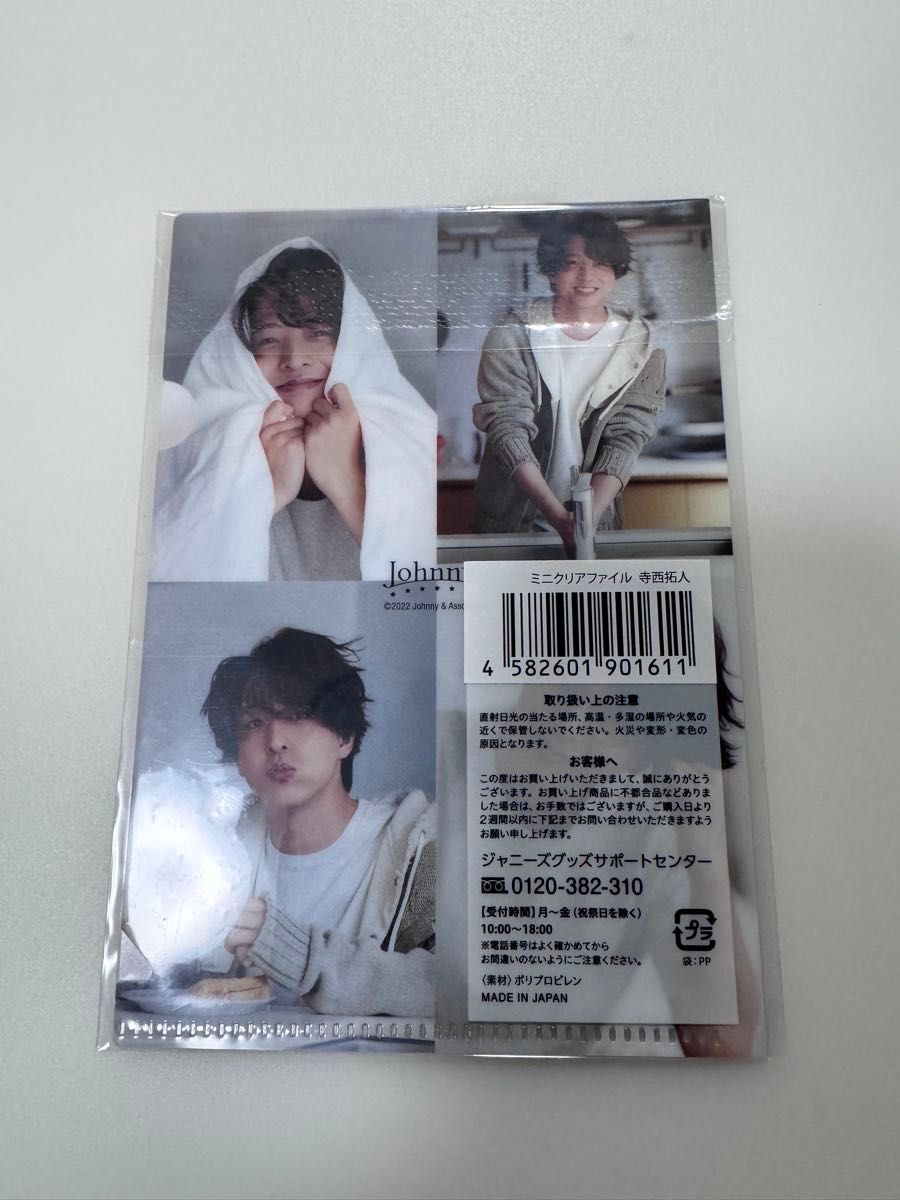 Johnny
©2022 Johnny & Asso
ミニクリアファイル 寺西拓人
4 582601 901611
取り扱い上の注意
直射日光の当たる場所、高温・多湿の場所や火気の
近くで保管しないでください。火災や変形・変色の
原因となります。
お客様へ
この度はお買い上げいただきまして、誠にありがとう
ございます。お買い上げ商品に不都合品などありま
した場合は、お手数ではございますが、ご購入日より
2週間以内に下記までお問い合わせいただきますよう
お願い申し上げます。
ジャニーズグッズサポートセンター
0120-382-310
【受付時間】月〜金(祝祭日を除く)
10:00〜18:00
※電話番号はよく確かめてから
お間違いのないようにご注意ください。
プラ
袋:PP
〈素材〉ポリプロピレン
MADE IN JAPAN